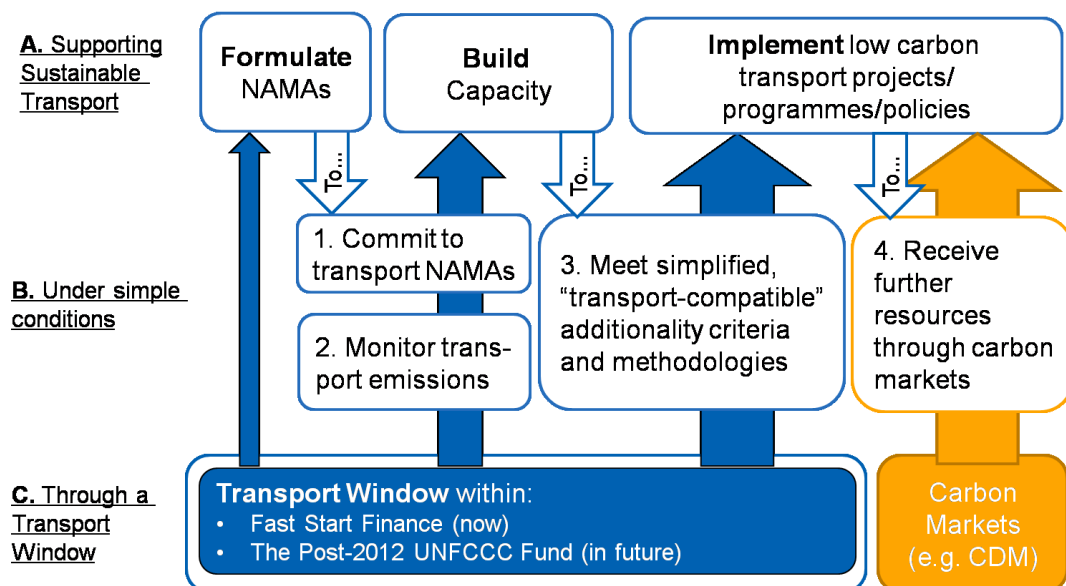 A. Supporting
Sustainable
Transport
Formulate
NAMAs
Build
Capacity
Implement low carbon
transport projects/
programmes/policies
To...
To...
To...
B. Under simple
conditions
1. Commit to
transport NAMAs
2. Monitor trans-
port emissions
3. Meet simplified,
“transport-compatible”
additionality criteria
and methodologies
4. Receive
further
resources
through carbon
markets
C. Through a
Transport
Window
Transport Window within:
• Fast Start Finance (now)
• The Post-2012 UNFCCC Fund (in future)
Carbon
Markets
(e.g. CDM)